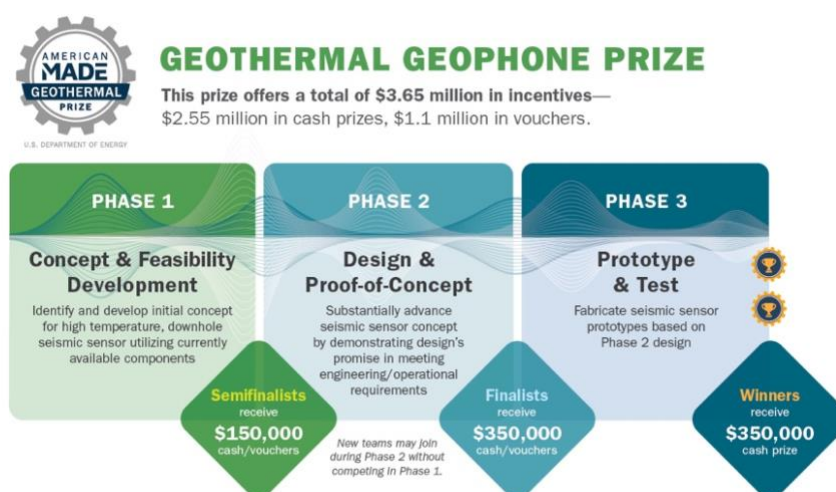 AMERICAN
MADE
GEOTHERMAL
PRIZE
U.S. DEPARTMENT OF ENERGY
GEOTHERMAL GEOPHONE PRIZE
This prize offers a total of $3.65 million in incentives—
$2.55 million in cash prizes, $1.1 million in vouchers.
PHASE 1
Concept & Feasibility
Development
Identify and develop initial concept
for high temperature, downhole
seismic sensor utilizing currently
available components
Semifinalists
receive
$150,000
cash/vouchers
PHASE 2
Design &
Proof-of-Concept
Substantially advance
seismic sensor concept
by demonstrating design's
promise in meeting
engineering/operational
requirements
New teams may join
during Phase 2 without
competing in Phase 1.
Finalists
receive
$350,000
cash/vouchers
PHASE 3
Prototype
& Test
Fabricate seismic sensor
prototypes based on
Phase 2 design
Winners
receive
$350,000
cash prize